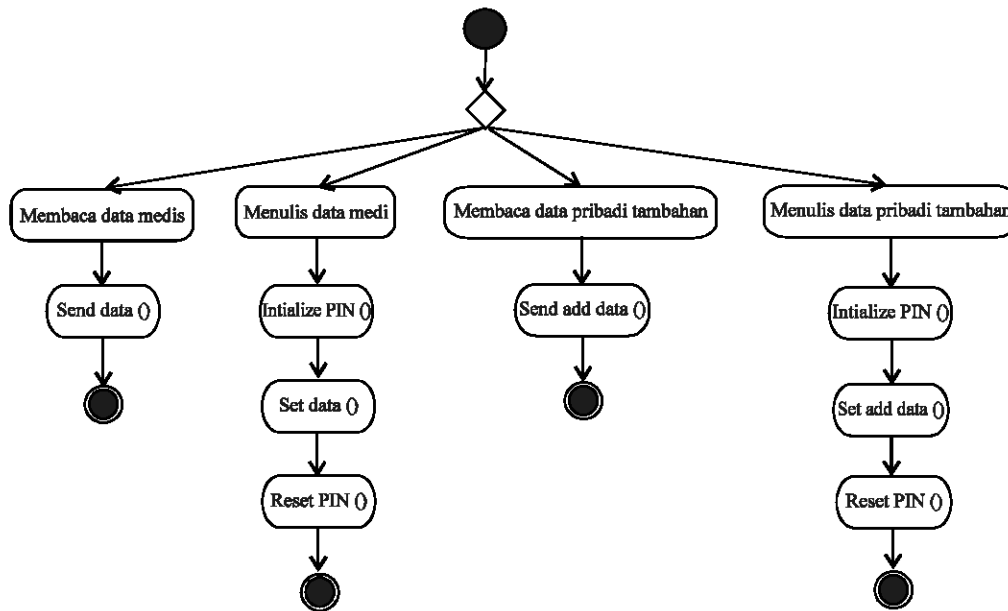 Membaca data medis
Menulis data medi
Membaca data pribadi tambahan
Menulis data pribadi tambahan
Send data ()
Intialize PIN ()
Send add data ()
Intialize PIN ()
Set data ()
Set add data ()
Reset PIN ()
Reset PIN ()